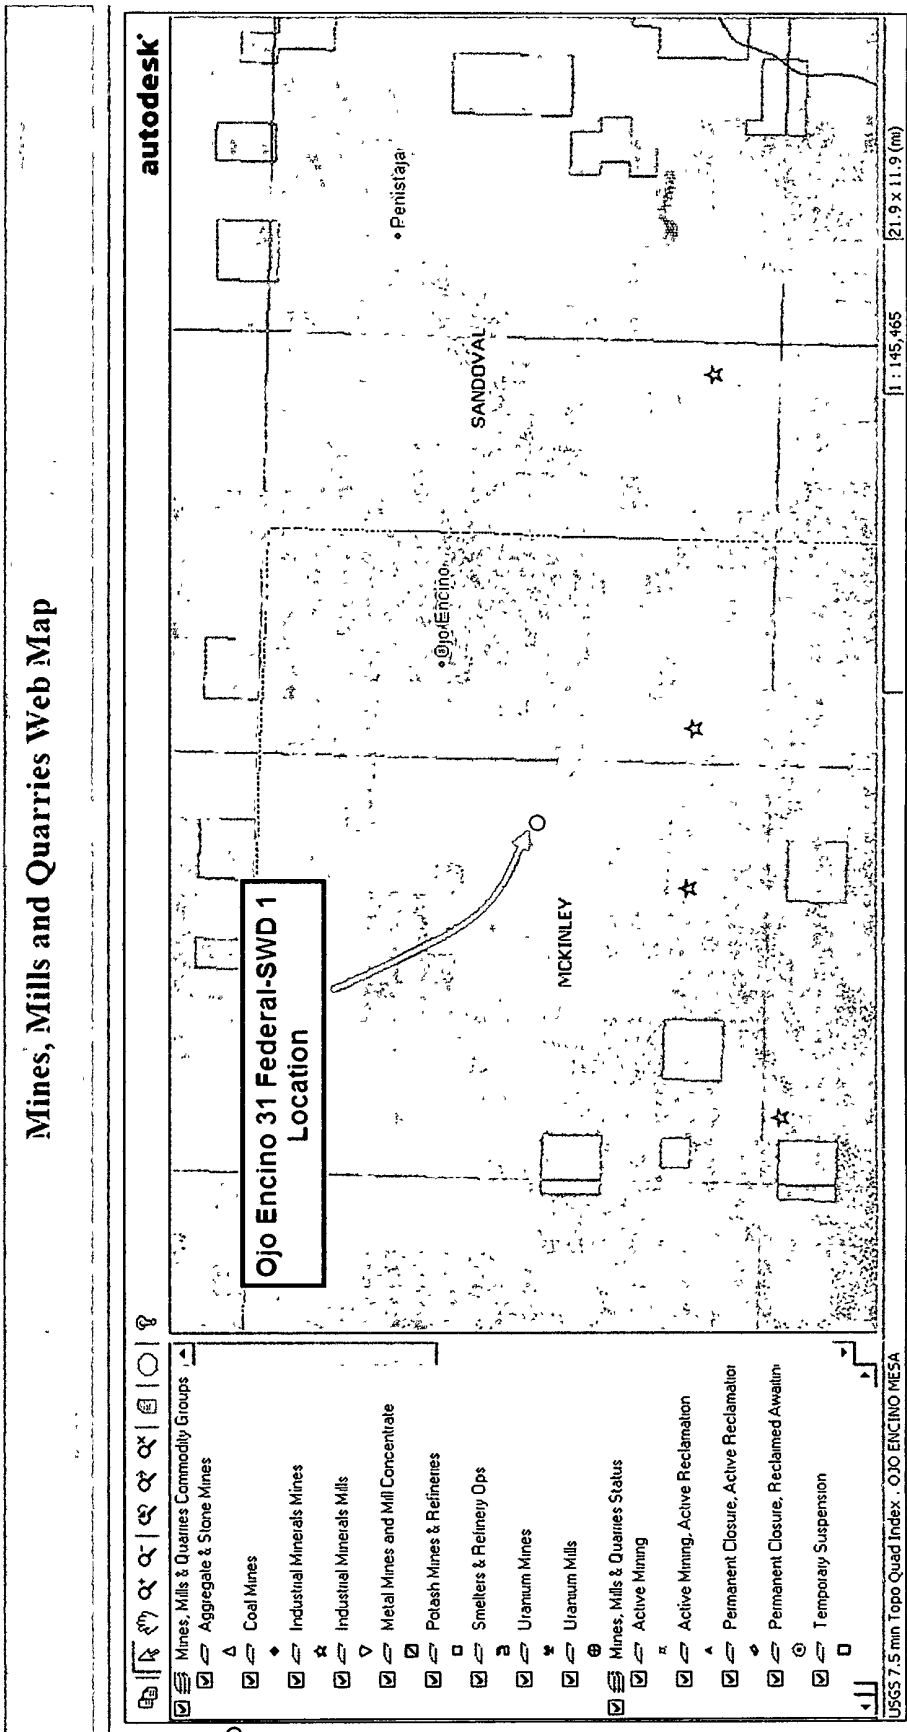 Mines, Mills and Quarries Web Map
autodesk
Mines, Mills & Quarries Commodity Groups
Aggregate & Stone Mines
Coal Mines
Industrial Minerals Mines
Industrial Minerals Mills
Metal Mines and Mill Concentrate
Potash Mines & Refineries
Smelters & Refinery Ops
Uranium Mines
Uranium Mills
Mines, Mills & Quarries Status
Active Mining
Active Mining, Active Reclamation
Permanent Closure, Active Reclamation
Permanent Closure, Reclaimed Awaitin
Temporary Suspension
Ojo Encino 31 Federal-SWD 1
Location
Penistaja
SANDOVAL
Ojo Encino
MCKINLEY
USGS 7.5 min Topo Quad Index . OJO ENCINO MESA
1 : 145,465
21.9 x 11.9 (mi)